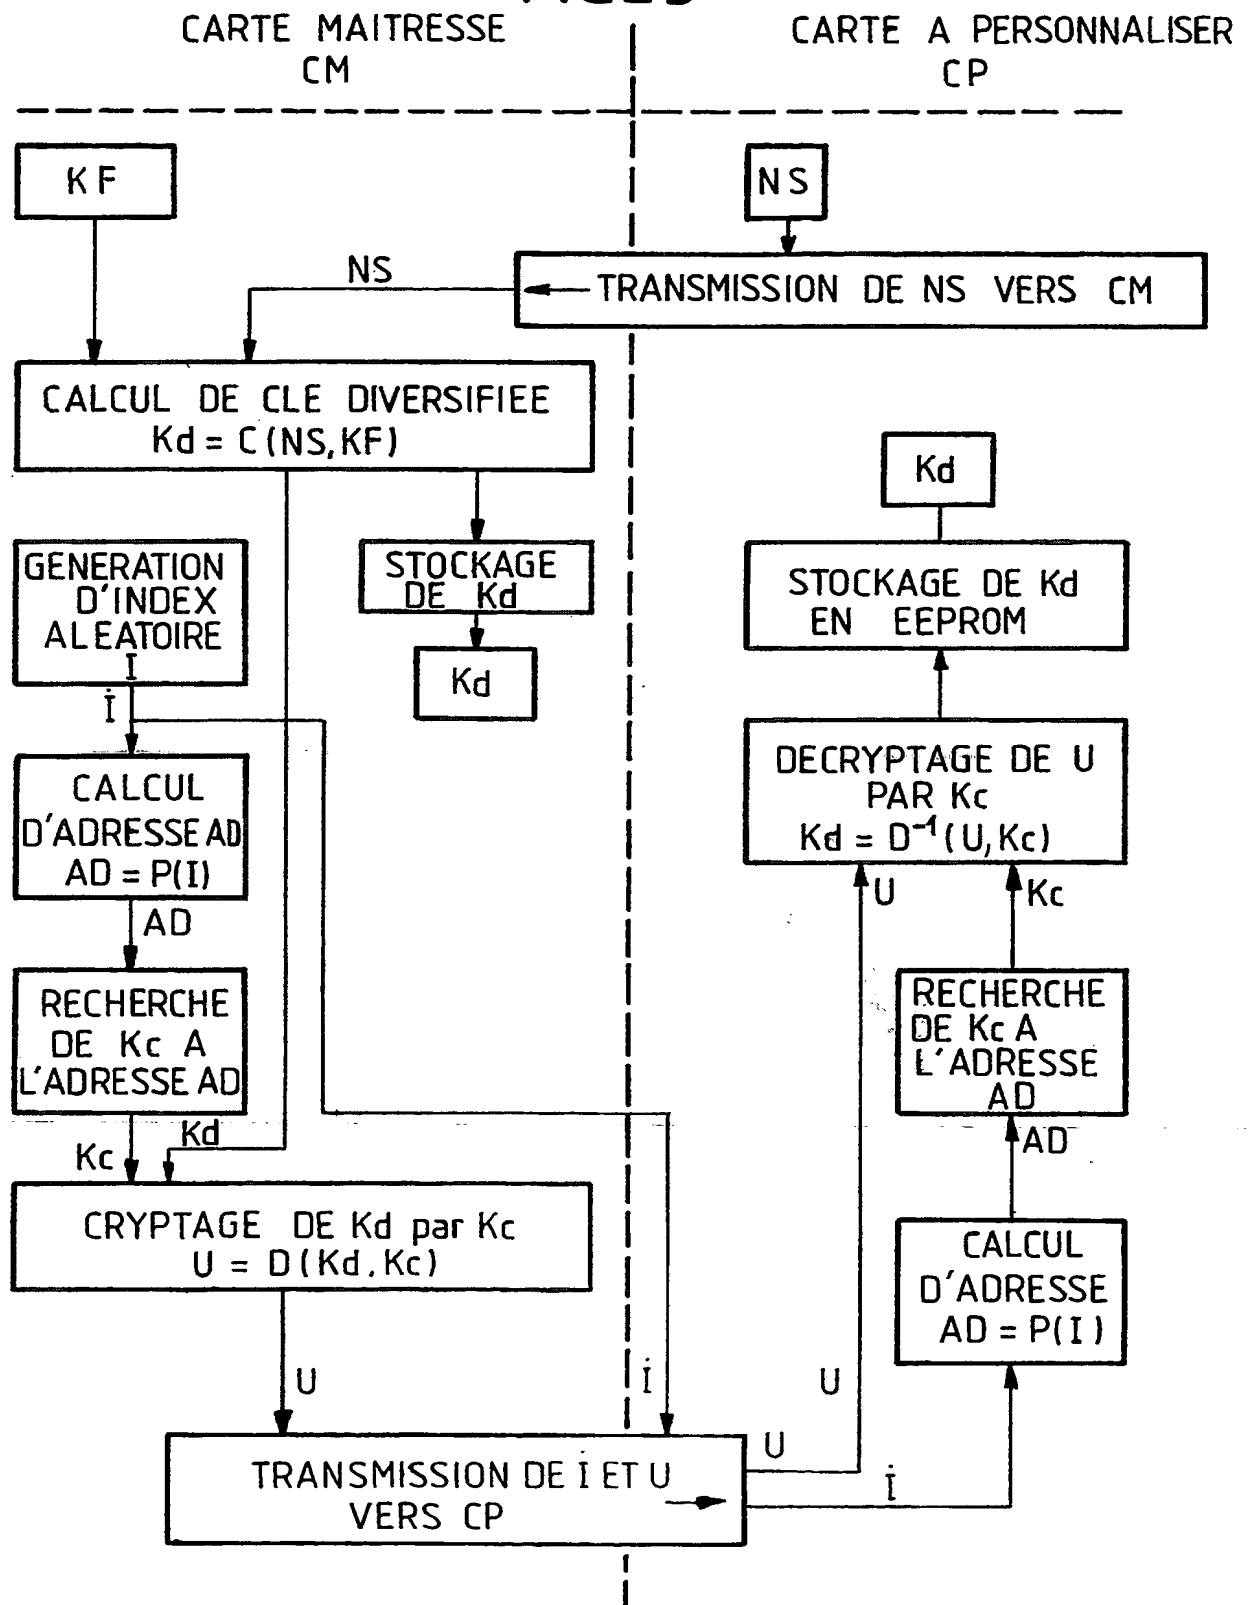 CARTE MAITRESSE
CM
CARTE A PERSONNALISER
CP
KF
NS
NS
TRANSMISSION DE NS VERS CM
CALCUL DE CLE DIVERSIFIEE
Kd = C (NS, KF)
Kd
GENERATION
D'INDEX
ALEATOIRE
I
STOCKAGE
DE Kd
STOCKAGE DE Kd
EN EEPROM
Kd
İ
CALCUL
D'ADRESSE AD
AD = P(I)
DECRYPTAGE DE U
PAR Kc
Kd = D⁻¹ (U, Kc)
AD
U
Kc
RECHERCHE
DE Kc A
L'ADRESSE AD
RECHERCHE
DE Kc A
L'ADRESSE
AD
Kc
Kd
AD
CRYPTAGE DE Kd par Kc
U = D (Kd, Kc)
CALCUL
D'ADRESSE
AD = P(I)
U
İ
U
TRANSMISSION DE İ ET U
VERS CP
U
İ